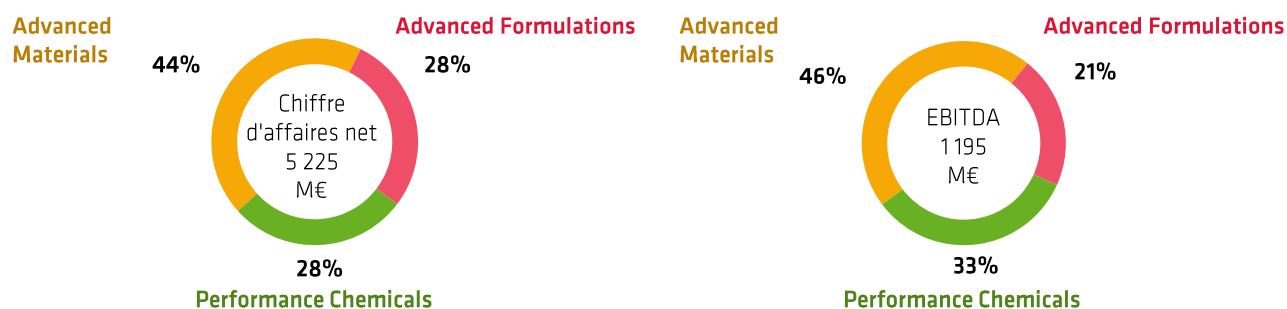 Advanced
Materials
44%
Advanced Formulations
28%
Chiffre
d'affaires net
5 225
M€
28%
Performance Chemicals
Advanced
Materials
46%
Advanced Formulations
21%
EBITDA
1 195
M€
33%
Performance Chemicals